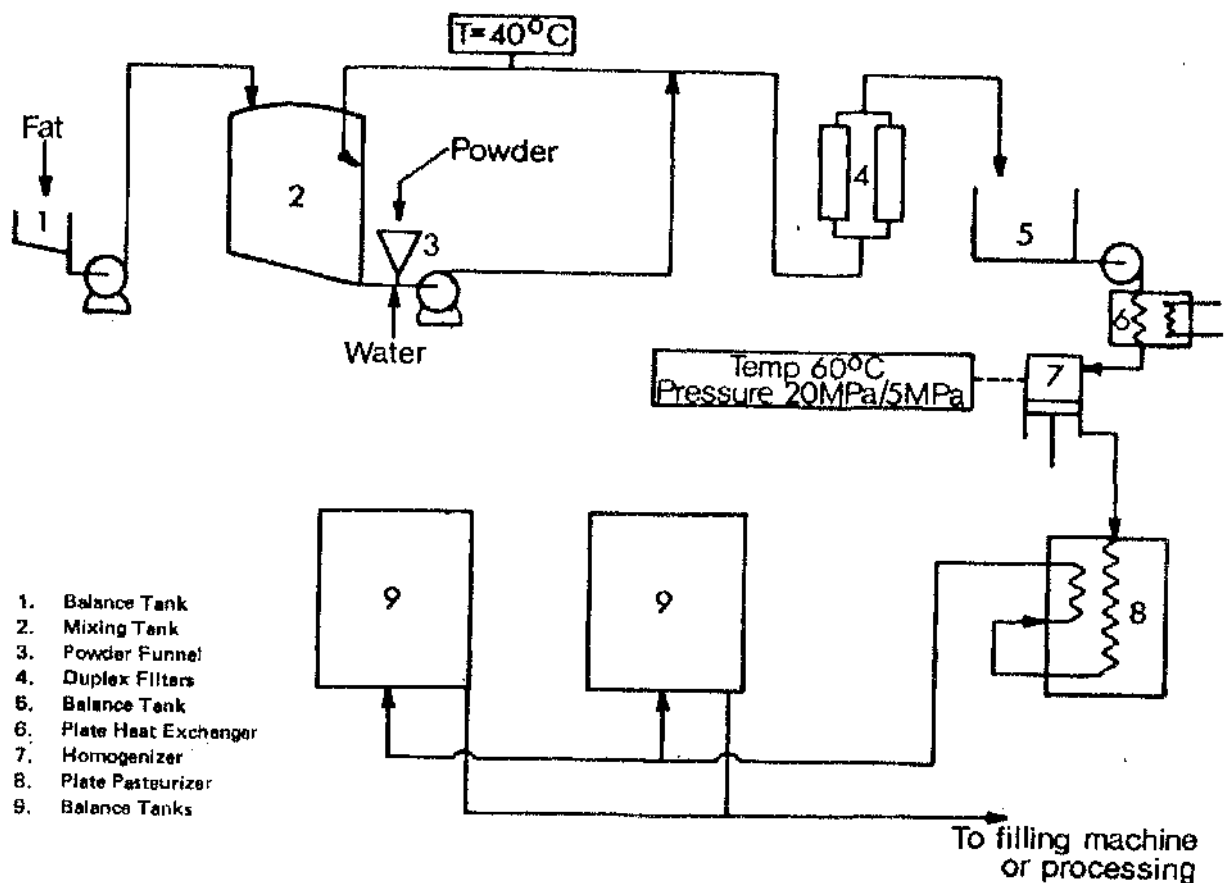 T=40°C
Fat
Powder
1
2
3
4
5
Water
6
Temp 60°C
Pressure 20MPa/5MPa
7
8
9
9
1. Balance Tank
2. Mixing Tank
3. Powder Funnel
4. Duplex Filters
5. Balance Tank
6. Plate Heat Exchanger
7. Homogenizer
8. Plate Pasteurizer
9. Balance Tanks
To filling machine
or processing